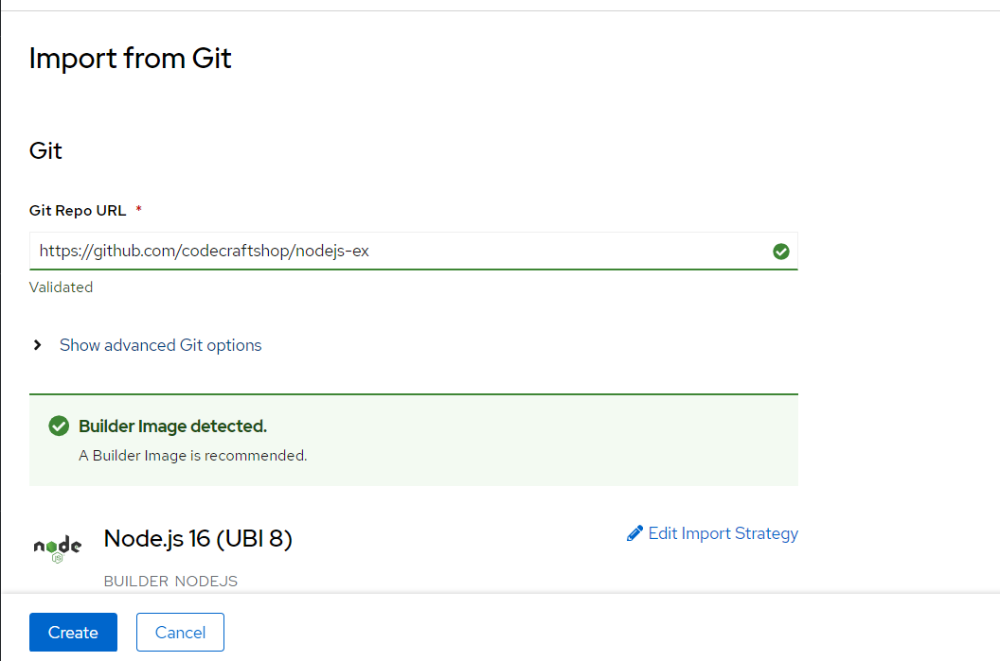 Import from Git
Git
Git Repo URL *
https://github.com/codecraftshop/nodejs-ex
Validated
Show advanced Git options
Builder Image detected.
A Builder Image is recommended.
node
JS
Node.js 16 (UBI 8)
Edit Import Strategy
BUILDER NODEJS
Create
Cancel